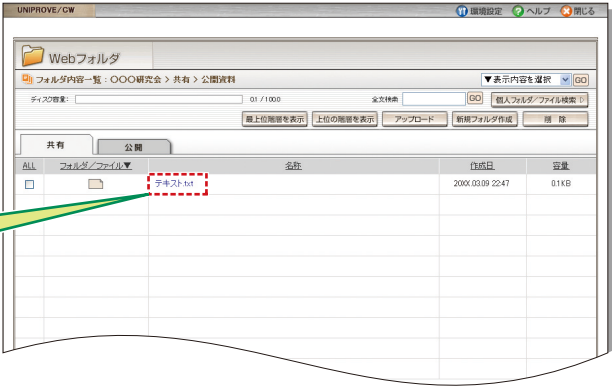 UNIPROVE/CW 環境設定 ヘルプ 閉じる
Webフォルダ
フォルダ内容一覧：〇〇〇研究会 > 共有 > 公開資料 ▼表示内容を選択 GO
ディスク容量： 0.1 / 100.0 全文検索 GO 個人フォルダ/ファイル検索
最上位階層を表示 上位の階層を表示 アップロード 新規フォルダ作成 削 除
共有 公開
ALL フォルダ/ファイル▼ 名称 作成日 容量
テキスト.txt 20XX.03.09 22:47 0.1KB